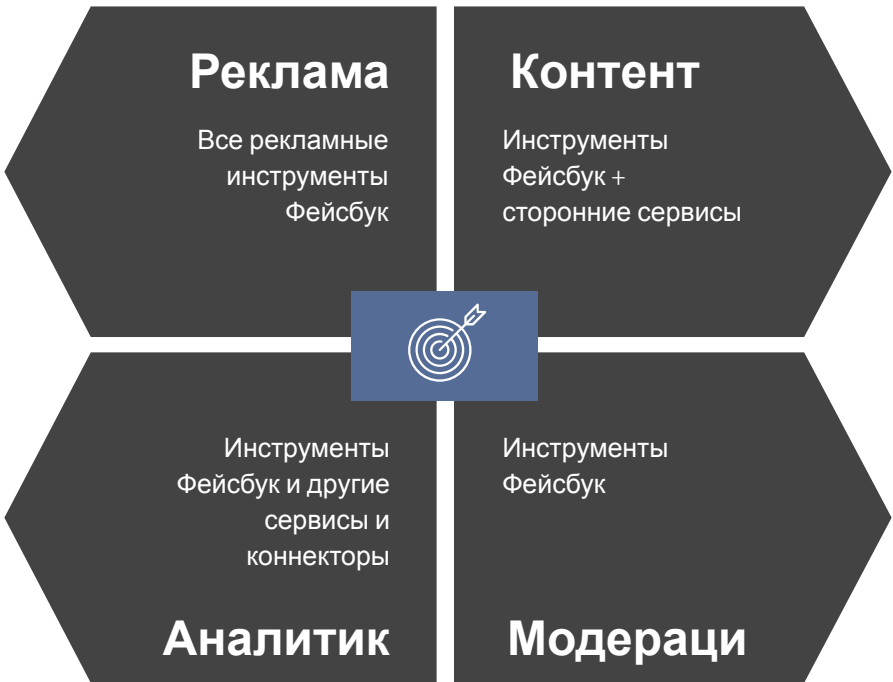 Реклама
Все рекламные
инструменты
Фейсбук
Контент
Инструменты
Фейсбук +
сторонние сервисы
Инструменты
Фейсбук и другие
сервисы и
коннекторы
Аналитик
Инструменты
Фейсбук
Модераци